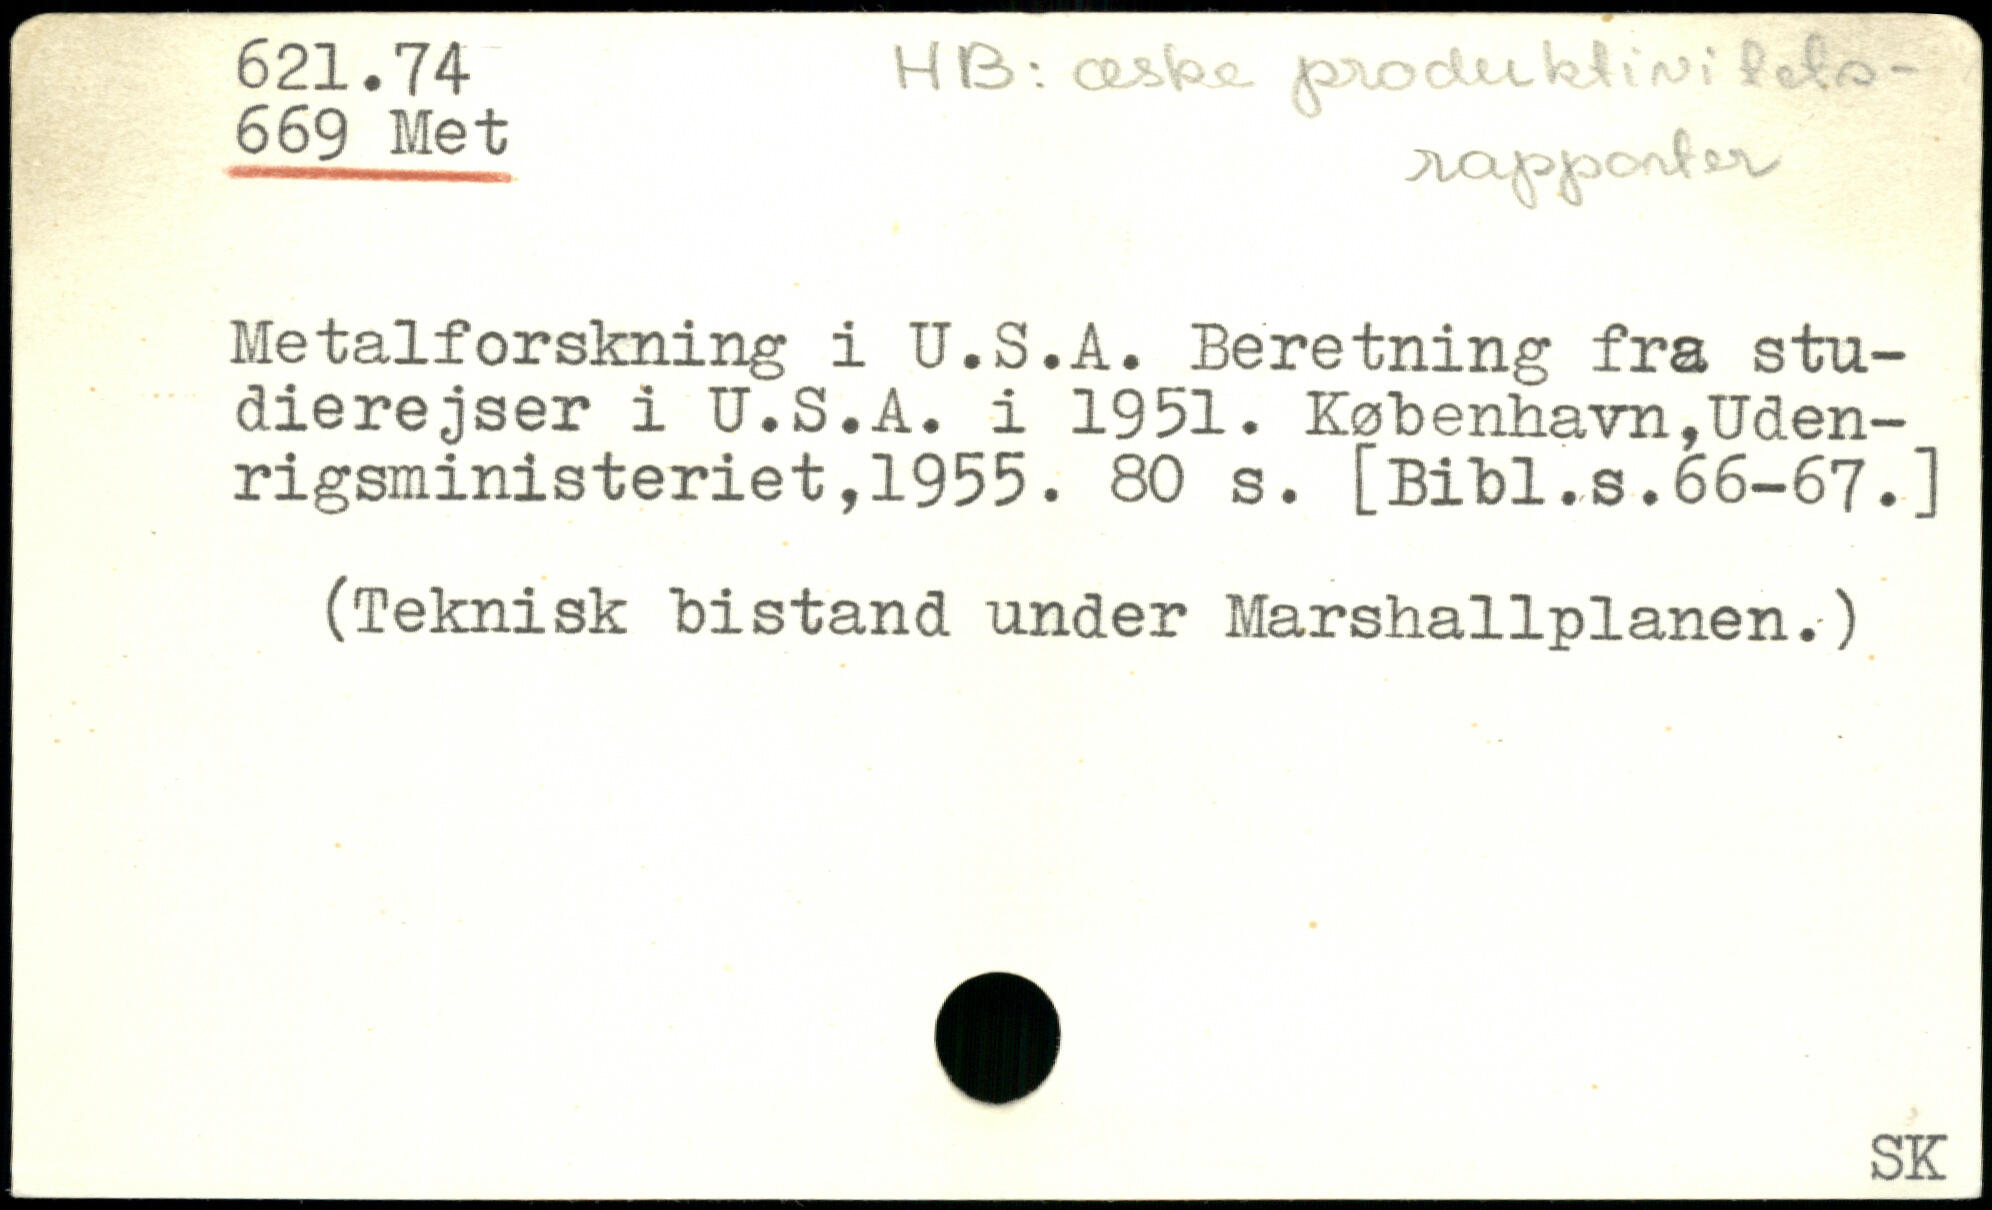 621.74
669 Met
HB: æske produktivitets-
rapporter
Metalforskning i U.S.A. Beretning fra stu-
dierejser i U.S.A. i 1951. København,Uden-
rigsministeriet,1955. 80 s. [Bibl.s.66-67.]
(Teknisk bistand under Marshallplanen.)
SK